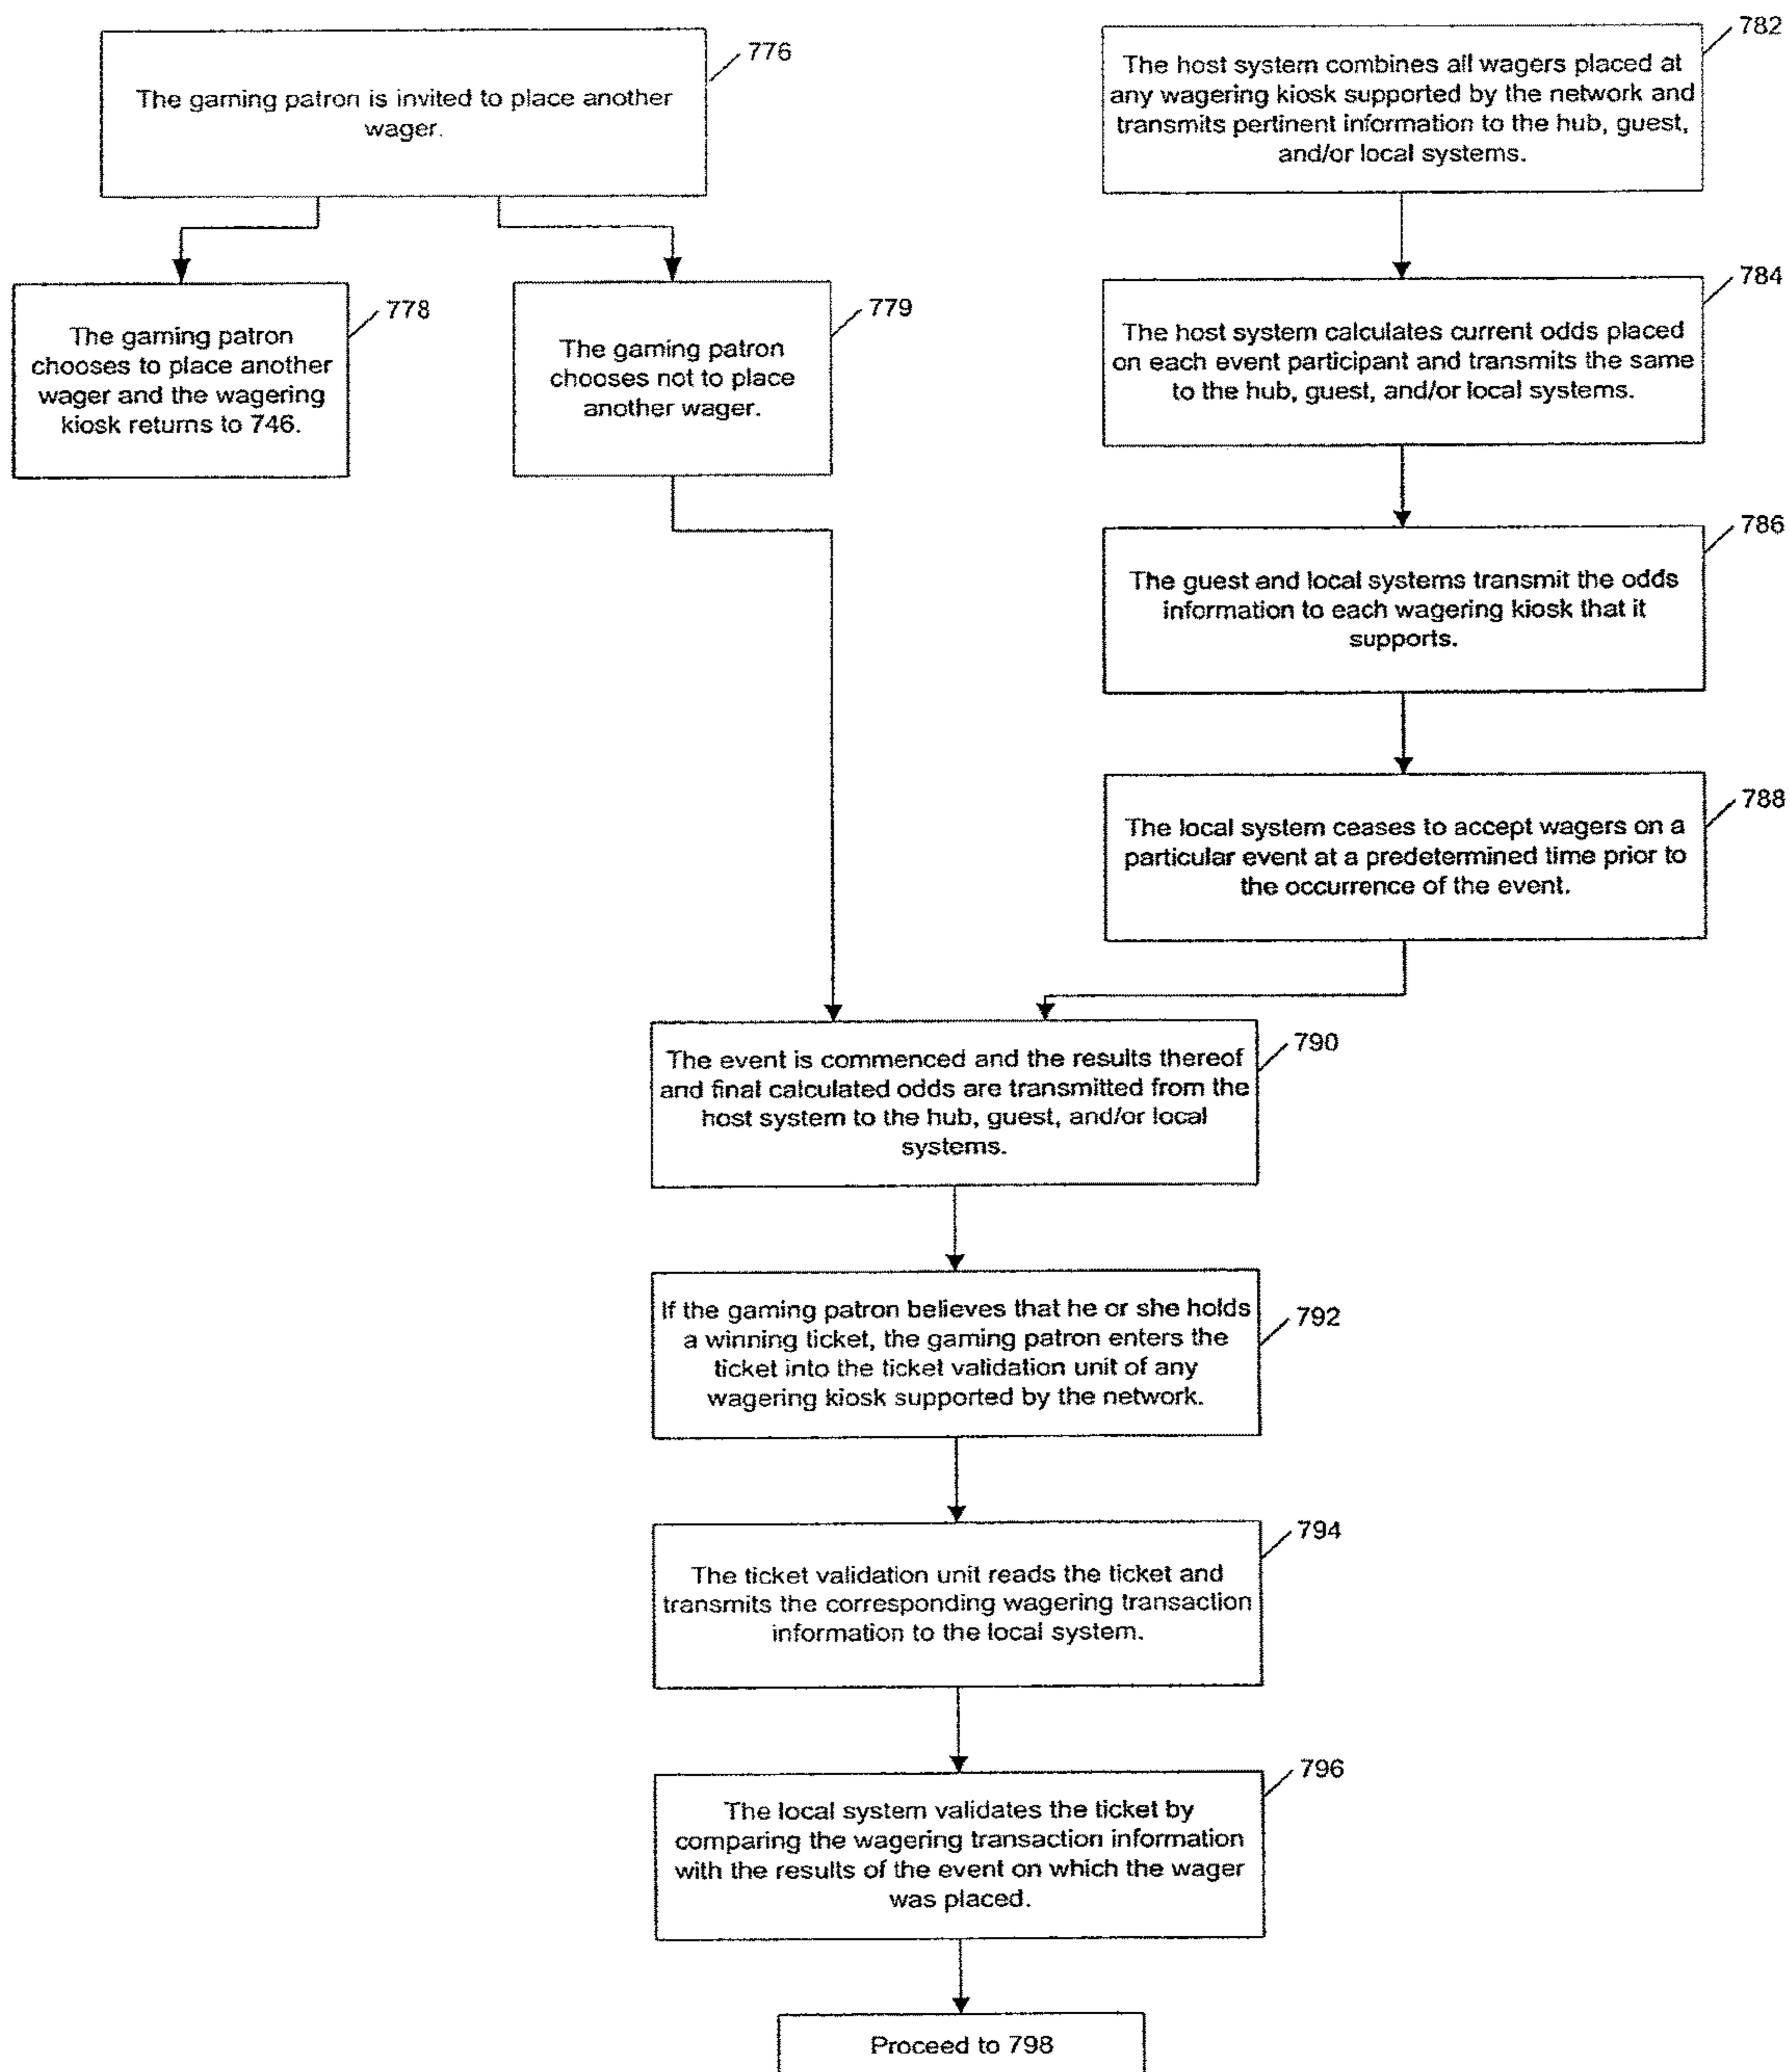 776
The gaming patron is invited to place another
wager.
782
The host system combines all wagers placed at
any wagering kiosk supported by the network and
transmits pertinent information to the hub, guest,
and/or local systems.
778
The gaming patron
chooses to place another
wager and the wagering
kiosk returns to 746.
779
The gaming patron
chooses not to place
another wager.
784
The host system calculates current odds placed
on each event participant and transmits the same
to the hub, guest, and/or local systems.
786
The guest and local systems transmit the odds
information to each wagering kiosk that it
supports.
788
The local system ceases to accept wagers on a
particular event at a predetermined time prior to
the occurrence of the event.
790
The event is commenced and the results thereof
and final calculated odds are transmitted from the
host system to the hub, guest, and/or local
systems.
792
If the gaming patron believes that he or she holds
a winning ticket, the gaming patron enters the
ticket into the ticket validation unit of any
wagering kiosk supported by the network.
794
The ticket validation unit reads the ticket and
transmits the corresponding wagering transaction
information to the local system.
796
The local system validates the ticket by
comparing the wagering transaction information
with the results of the event on which the wager
was placed.
Proceed to 798